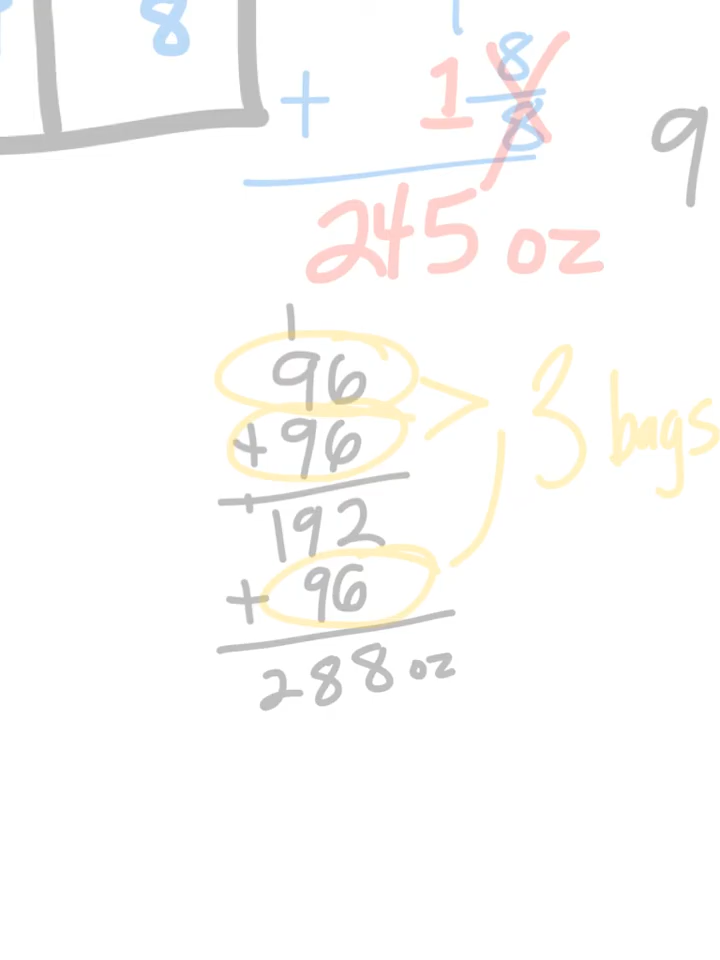 8
+ 1 8/8
9
245 oz
1
96
+ 96
3 bags
192
+ 96
288 oz